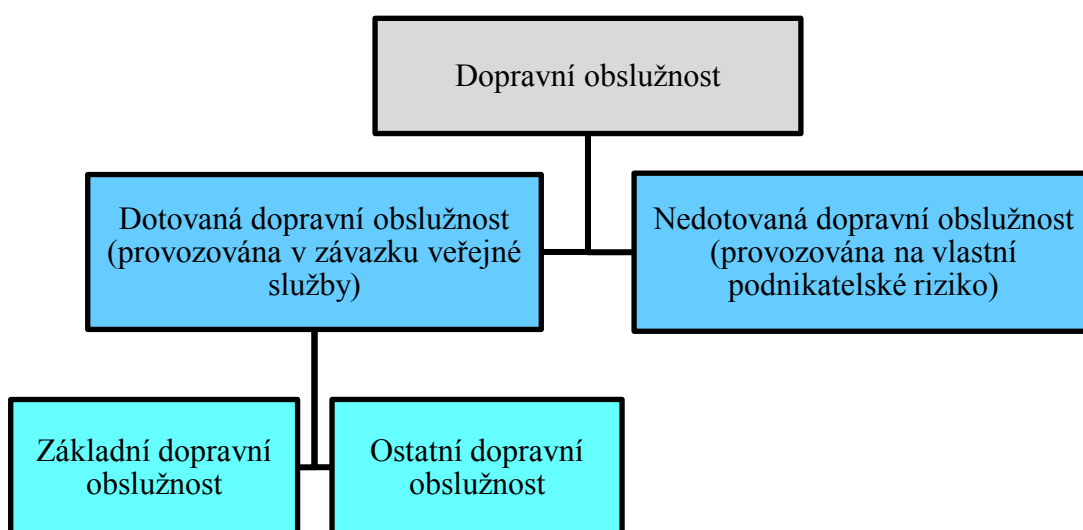 Dopravní obslužnost
Dotovaná dopravní obslužnost
(provozována v závazku veřejné
služby)
Nedotovaná dopravní obslužnost
(provozována na vlastní
podnikatelské riziko)
Základní dopravní
obslužnost
Ostatní dopravní
obslužnost